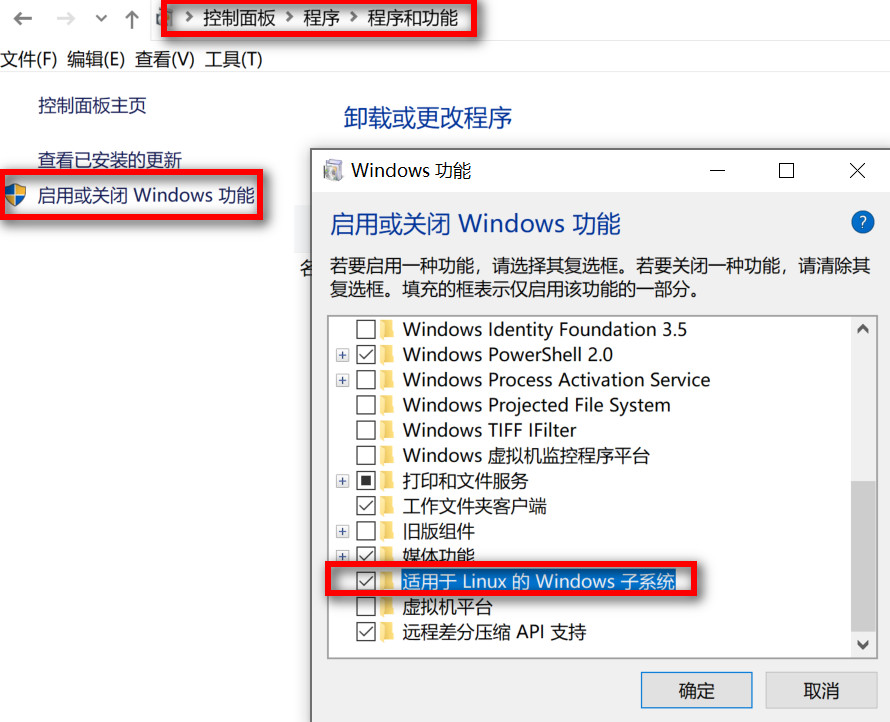 控制面板 程序 程序和功能
文件(F) 编辑(E) 查看(V) 工具(T)
控制面板主页
卸载或更改程序
查看已安装的更新
启用或关闭 Windows 功能
名
Windows 功能
启用或关闭 Windows 功能
?
若要启用一种功能，请选择其复选框。若要关闭一种功能，请清除其
复选框。填充的框表示仅启用该功能的一部分。
Windows Identity Foundation 3.5
Windows PowerShell 2.0
Windows Process Activation Service
Windows Projected File System
Windows TIFF IFilter
Windows 虚拟机监控程序平台
打印和文件服务
工作文件夹客户端
旧版组件
媒体功能
适用于 Linux 的 Windows 子系统
虚拟机平台
远程差分压缩 API 支持
确定 取消